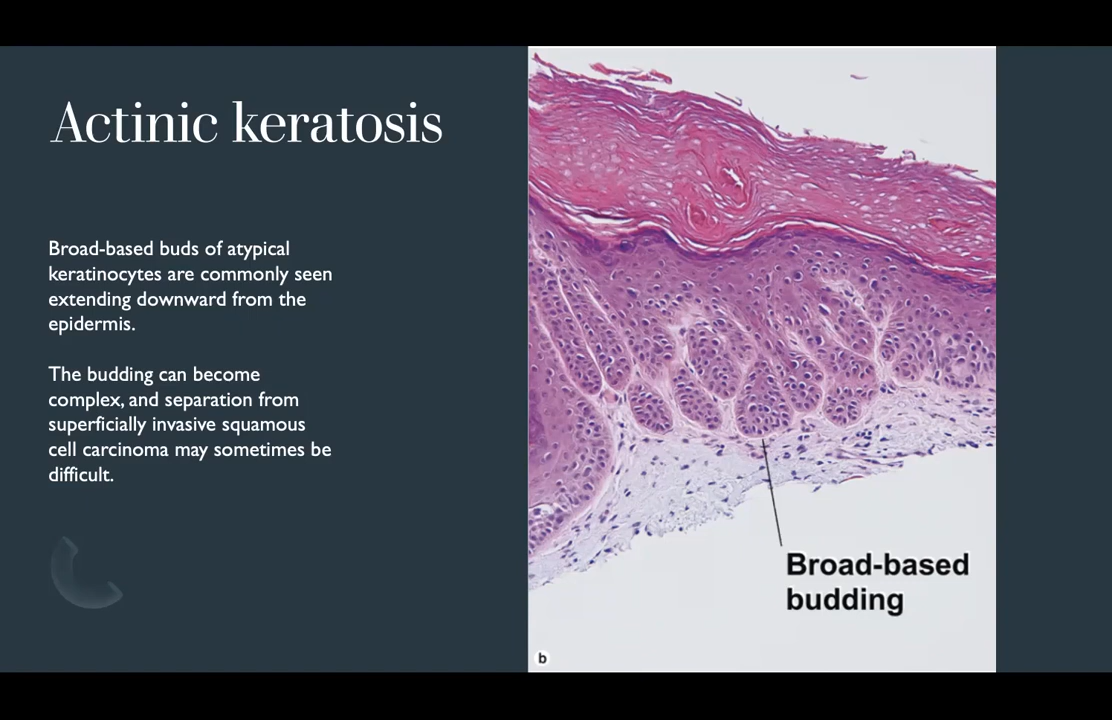 Actinic keratosis
Broad-based buds of atypical
keratinocytes are commonly seen
extending downward from the
epidermis.
The budding can become
complex, and separation from
superficially invasive squamous
cell carcinoma may sometimes be
difficult.
Broad-based
budding
b